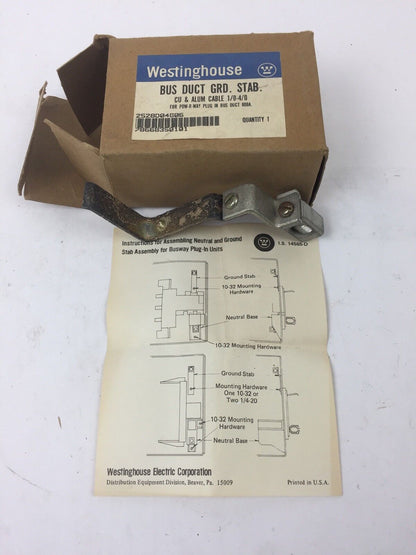 Westinghouse
BUS DUCT GRD. STAB.
CU & ALUM CABLE 1/0-4/0
FOR POW-R-WAY PLUG IN BUS DUCT 800A.
2528D04G06
QUANTITY 1
Instructions for Assembling Neutral and Ground
Stab Assembly for Busway Plug-In Units
I.S. 14565-D
Ground Stab
10-32 Mounting
Hardware
Neutral Base
10-32 Mounting Hardware
Ground Stab
Mounting Hardware
One 10-32 or
Two 1/4-20
10-32 Mounting
Hardware
Neutral Base
Westinghouse Electric Corporation
Distribution Equipment Division, Beaver, Pa. 15009
Printed in U.S.A.